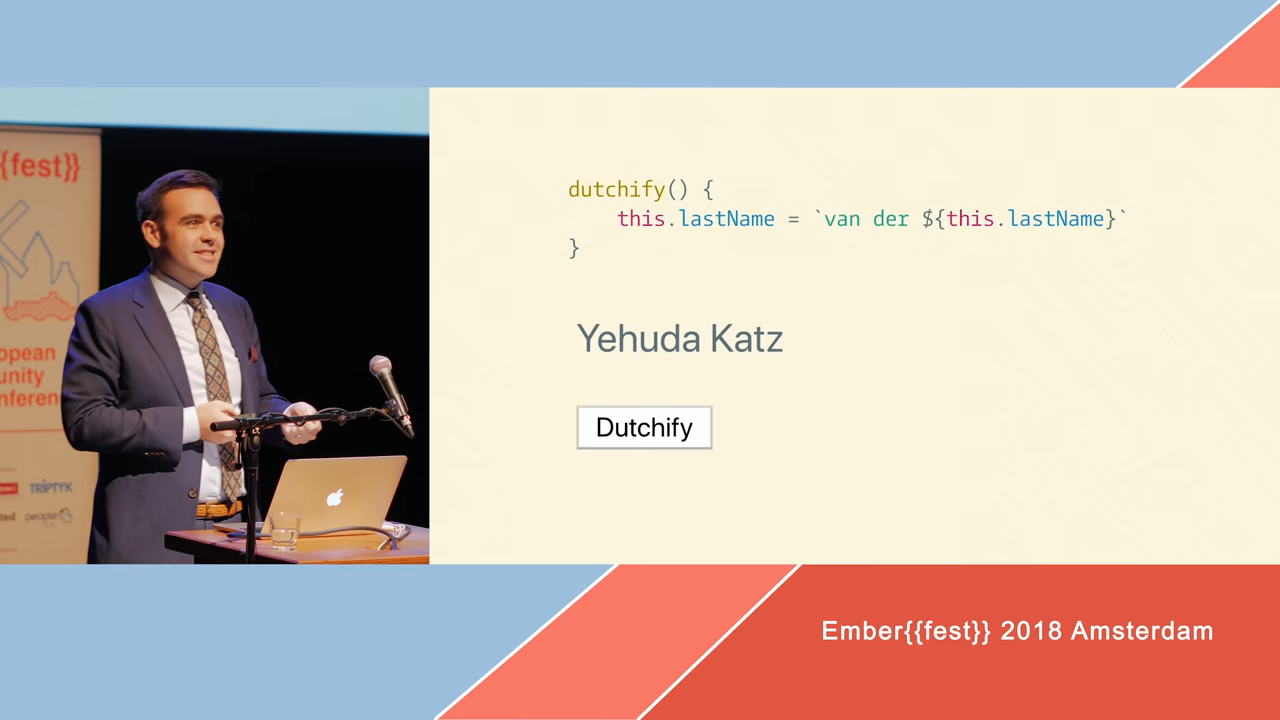 {fest}}
opean
unity
nferen
TRIPTYK
people
dutchify() {
this.lastName = `van der ${this.lastName}`
}
Yehuda Katz
Dutchify
Ember{{fest}} 2018 Amsterdam